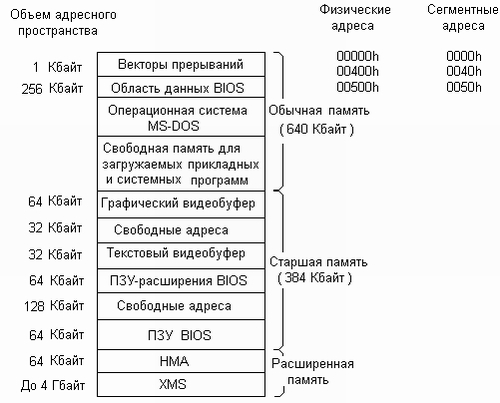 Объем адресного
пространства
Физические
адреса
Сегментные
адреса
1 Кбайт
Векторы прерываний
00000h
0000h
00400h
0040h
256 Кбайт
Область данных BIOS
00500h
0050h
Операционная система
MS-DOS
Обычная память
(640 Кбайт)
Свободная память для
загружаемых прикладных
и системных программ
64 Кбайт
Графический видеобуфер
32 Кбайт
Свободные адреса
32 Кбайт
Текстовый видеобуфер
Старшая память
(384 Кбайт)
64 Кбайт
ПЗУ-расширения BIOS
128 Кбайт
Свободные адреса
64 Кбайт
ПЗУ BIOS
64 Кбайт
HMA
Расширенная
память
До 4 Гбайт
XMS